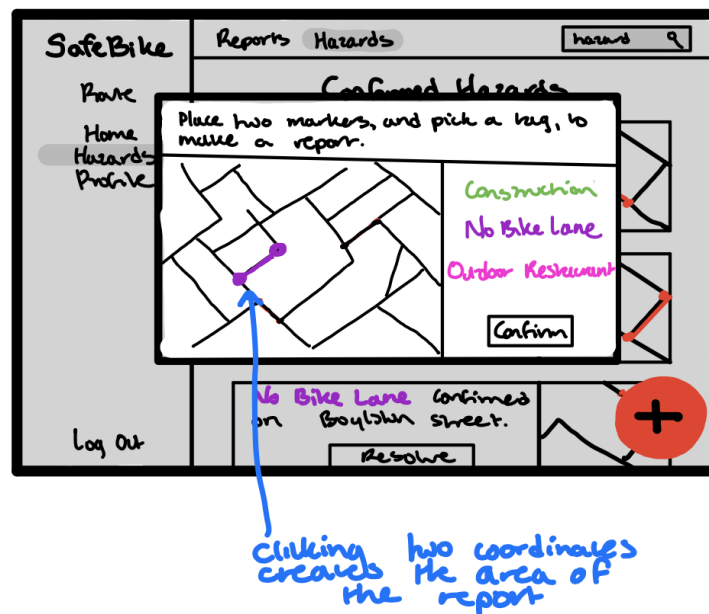 SafeBike
Reports Hazards
hazard
Route
Home
Hazards
Profile
Log Out
Confirmed Hazards
Place two markers, and pick a tag, to
make a report.
Construction
No Bike Lane
Outdoor Restaurant
Confirm
No Bike Lane Confirmed
on Boylston street.
Resolve
+
clicking two coordinates
creates the area of
the report